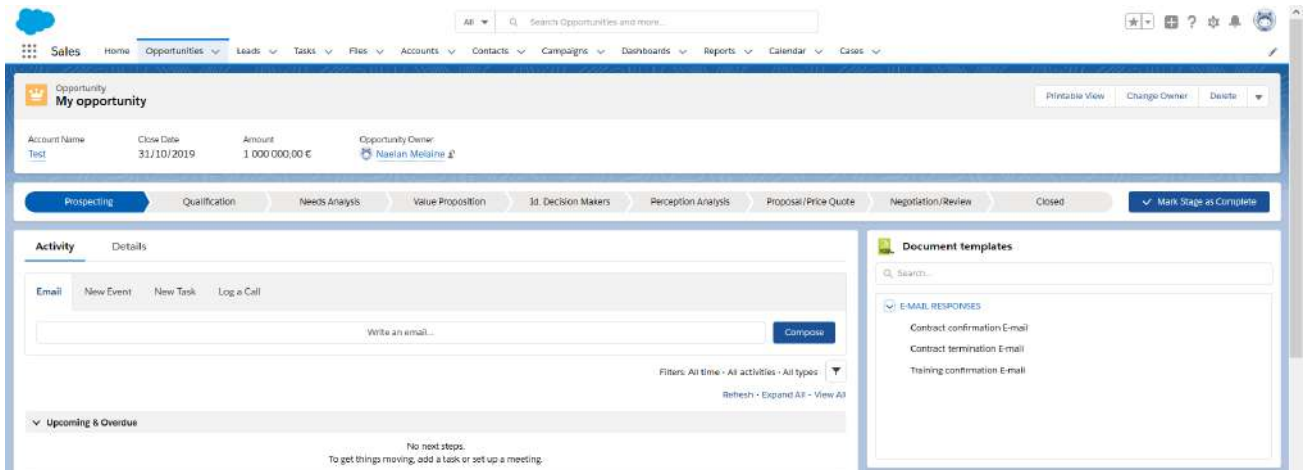 All
Search Opportunities and more...
Sales Home Opportunities Leads Tasks Files Accounts Contacts Campaigns Dashboards Reports Calendar Cases
Opportunity
My opportunity
Printable View Change Owner Delete
Account Name Close Date Amount Opportunity Owner
Test 31/10/2019 1 000 000,00 € Naelan Melaine
Prospecting Qualification Needs Analysis Value Proposition Id. Decision Makers Perception Analysis Proposal/Price Quote Negotiation/Review Closed Mark Stage as Complete
Activity Details
Email New Event New Task Log a Call
Write an email...
Compose
Filters: All time • All activities • All types
Refresh • Expand All • View All
Upcoming & Overdue
No next steps.
To get things moving, add a task or set up a meeting.
Document templates
Search...
E-MAIL RESPONSES
Contract confirmation E-mail
Contract termination E-mail
Training confirmation E-mail